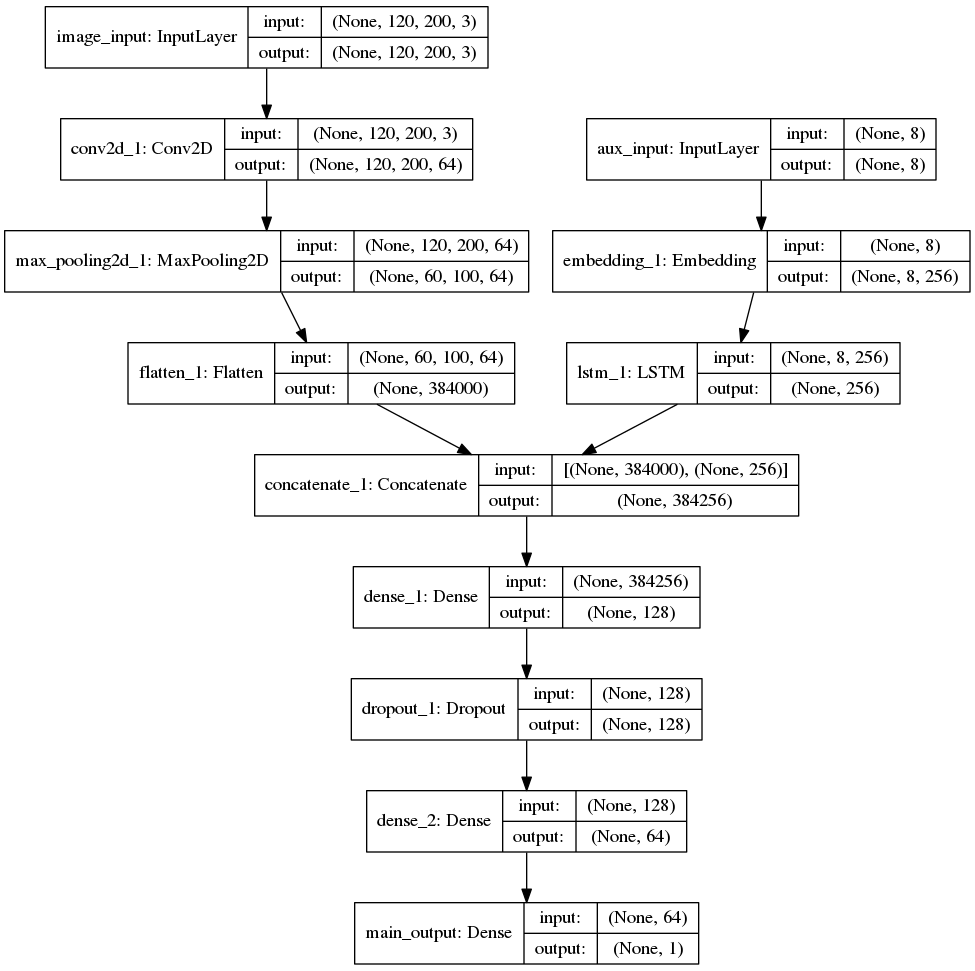 image_input: InputLayer
input: (None, 120, 200, 3)
output: (None, 120, 200, 3)
conv2d_1: Conv2D
input: (None, 120, 200, 3)
output: (None, 120, 200, 64)
aux_input: InputLayer
input: (None, 8)
output: (None, 8)
max_pooling2d_1: MaxPooling2D
input: (None, 120, 200, 64)
output: (None, 60, 100, 64)
embedding_1: Embedding
input: (None, 8)
output: (None, 8, 256)
flatten_1: Flatten
input: (None, 60, 100, 64)
output: (None, 384000)
lstm_1: LSTM
input: (None, 8, 256)
output: (None, 256)
concatenate_1: Concatenate
input: [(None, 384000), (None, 256)]
output: (None, 384256)
dense_1: Dense
input: (None, 384256)
output: (None, 128)
dropout_1: Dropout
input: (None, 128)
output: (None, 128)
dense_2: Dense
input: (None, 128)
output: (None, 64)
main_output: Dense
input: (None, 64)
output: (None, 1)